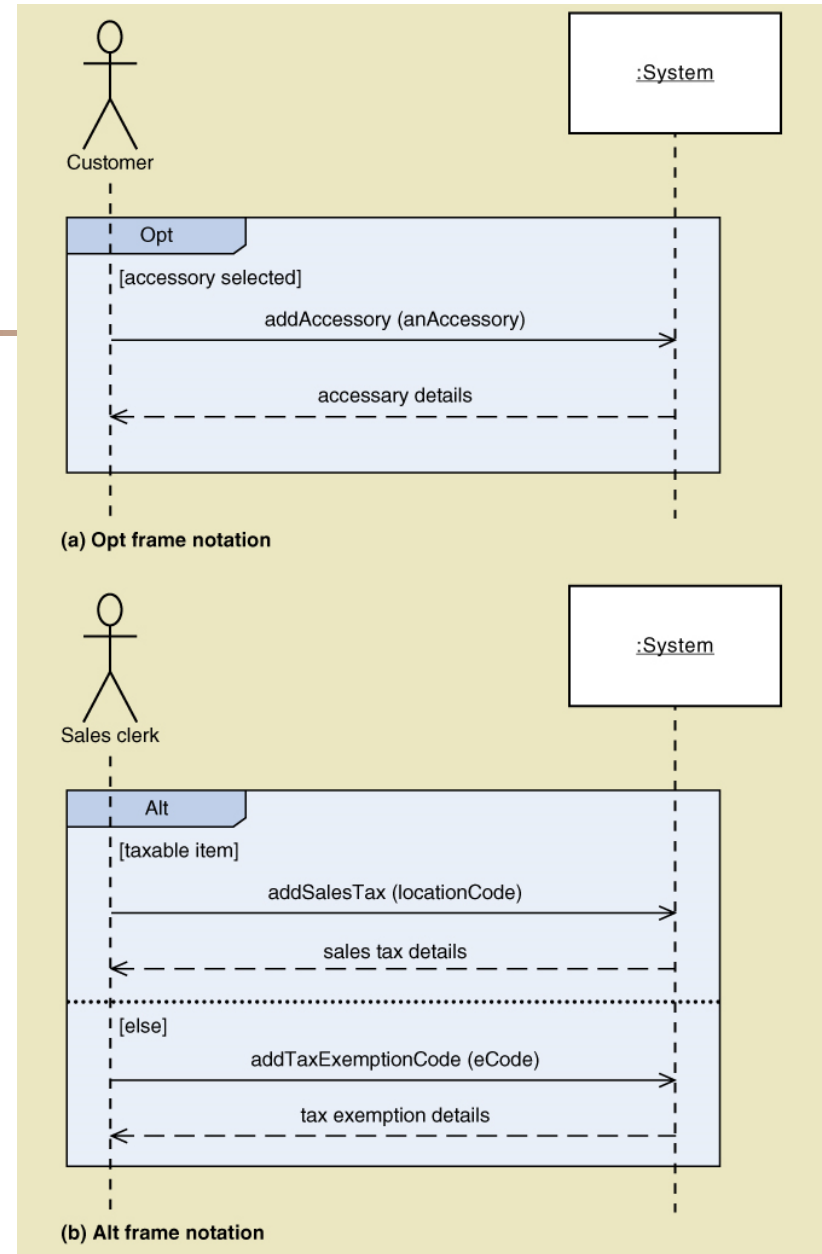 :System
Customer
Opt
[accessory selected]
addAccessory (anAccessory)
accessary details
(a) Opt frame notation
:System
Sales clerk
Alt
[taxable item]
addSalesTax (locationCode)
sales tax details
[else]
addTaxExemptionCode (eCode)
tax exemption details
(b) Alt frame notation